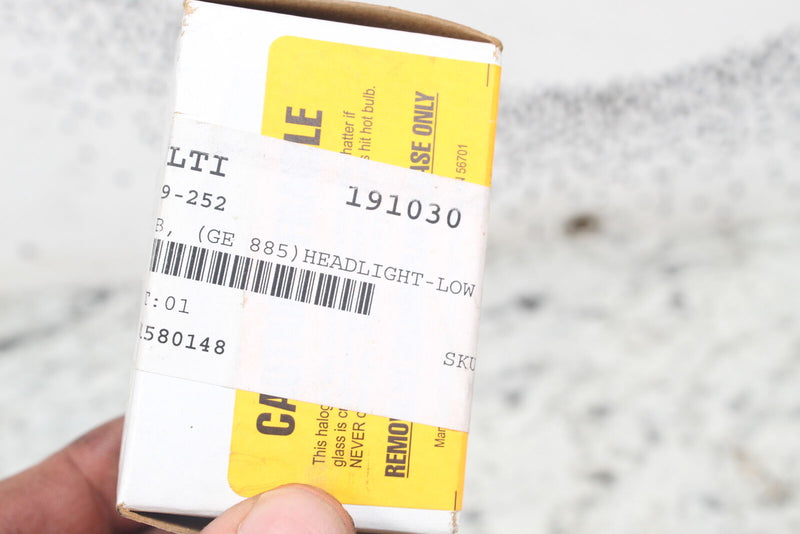 LTI
9-252
191030
B, (GE 885)HEADLIGHT-LOW
T:01
580148
SKU
CA
LE
This halog
hatter if
glass is c
s hit hot bulb.
NEVER
REMO
ASE ONLY
Man
56701